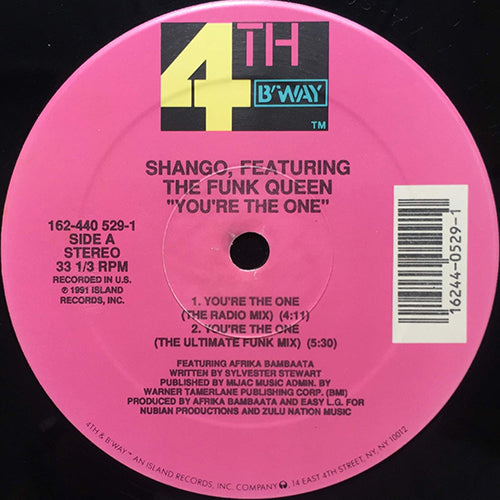 4TH
B'WAY
TM
SHANGO, FEATURING
THE FUNK QUEEN
"YOU'RE THE ONE"
162-440 529-1
SIDE A
STEREO
33 1/3 RPM
RECORDED IN U.S.
℗ 1991 ISLAND
RECORDS, INC.
16244-0529-1
1. YOU'RE THE ONE
(THE RADIO MIX) (4:11)
2. YOU'RE THE ONE
(THE ULTIMATE FUNK MIX) (5:30)
FEATURING AFRIKA BAMBAATA
WRITTEN BY SYLVESTER STEWART
PUBLISHED BY MIJAC MUSIC ADMIN. BY
WARNER TAMERLANE PUBLISHING CORP. (BMI)
PRODUCED BY AFRIKA BAMBAATA AND EASY L.G. FOR
NUBIAN PRODUCTIONS AND ZULU NATION MUSIC
4TH & B'WAY™ AN ISLAND RECORDS, INC. COMPANY, 14 EAST 4TH STREET, NY, NY 10012